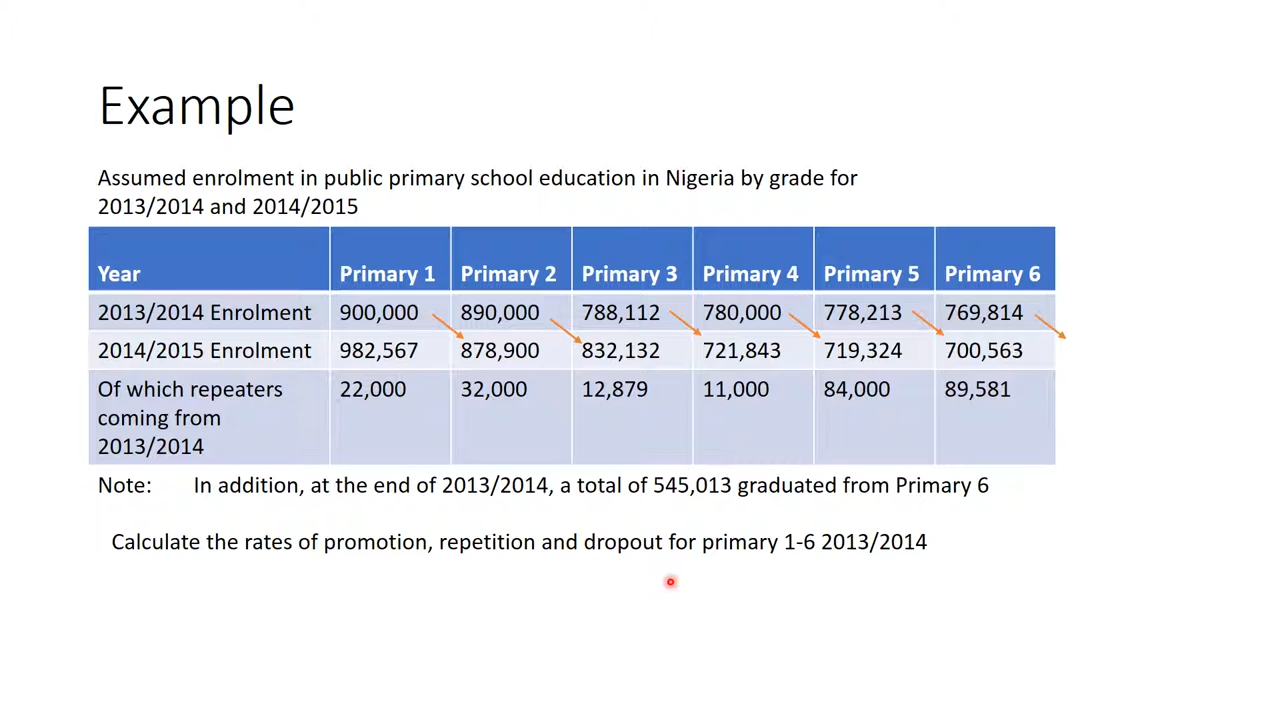 Example
Assumed enrolment in public primary school education in Nigeria by grade for
2013/2014 and 2014/2015
Year Primary 1 Primary 2 Primary 3 Primary 4 Primary 5 Primary 6
2013/2014 Enrolment 900,000 890,000 788,112 780,000 778,213 769,814
2014/2015 Enrolment 982,567 878,900 832,132 721,843 719,324 700,563
Of which repeaters 22,000 32,000 12,879 11,000 84,000 89,581
coming from
2013/2014
Note: In addition, at the end of 2013/2014, a total of 545,013 graduated from Primary 6
Calculate the rates of promotion, repetition and dropout for primary 1-6 2013/2014